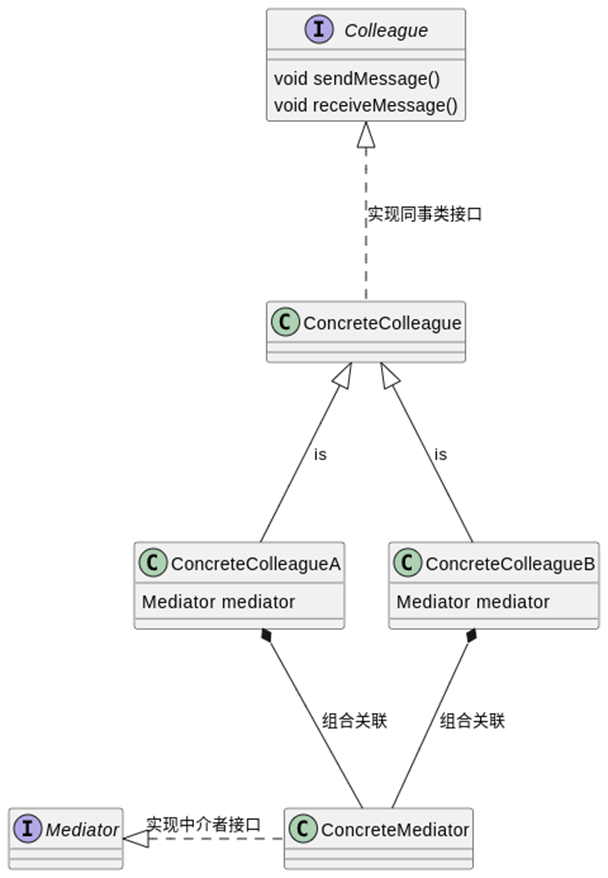 I Colleague
void sendMessage()
void receiveMessage()
实现同事类接口
C ConcreteColleague
is
is
C ConcreteColleagueA
Mediator mediator
C ConcreteColleagueB
Mediator mediator
组合关联
组合关联
I Mediator
实现中介者接口
C ConcreteMediator